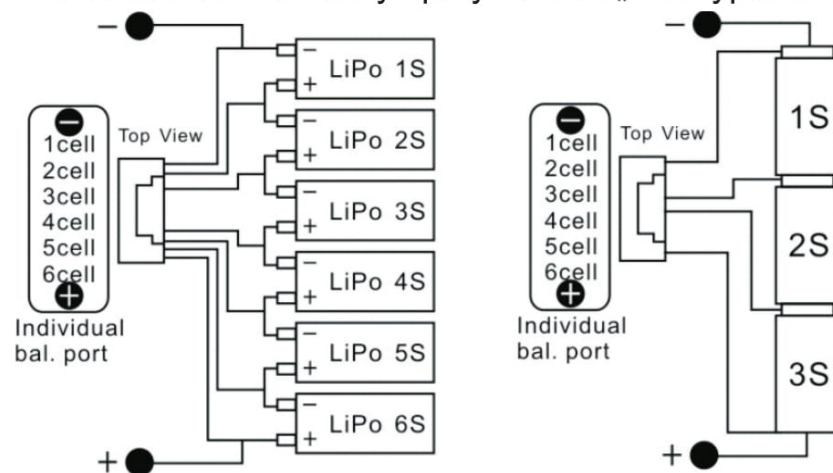 −
− LiPo 1S +
Top View
− LiPo 2S +
− LiPo 3S +
− LiPo 4S +
− LiPo 5S +
− LiPo 6S +
−
1cell
2cell
3cell
4cell
5cell
6cell
+
Individual
bal. port
+
−
1S
Top View
2S
3S
−
1cell
2cell
3cell
4cell
5cell
6cell
+
Individual
bal. port
+